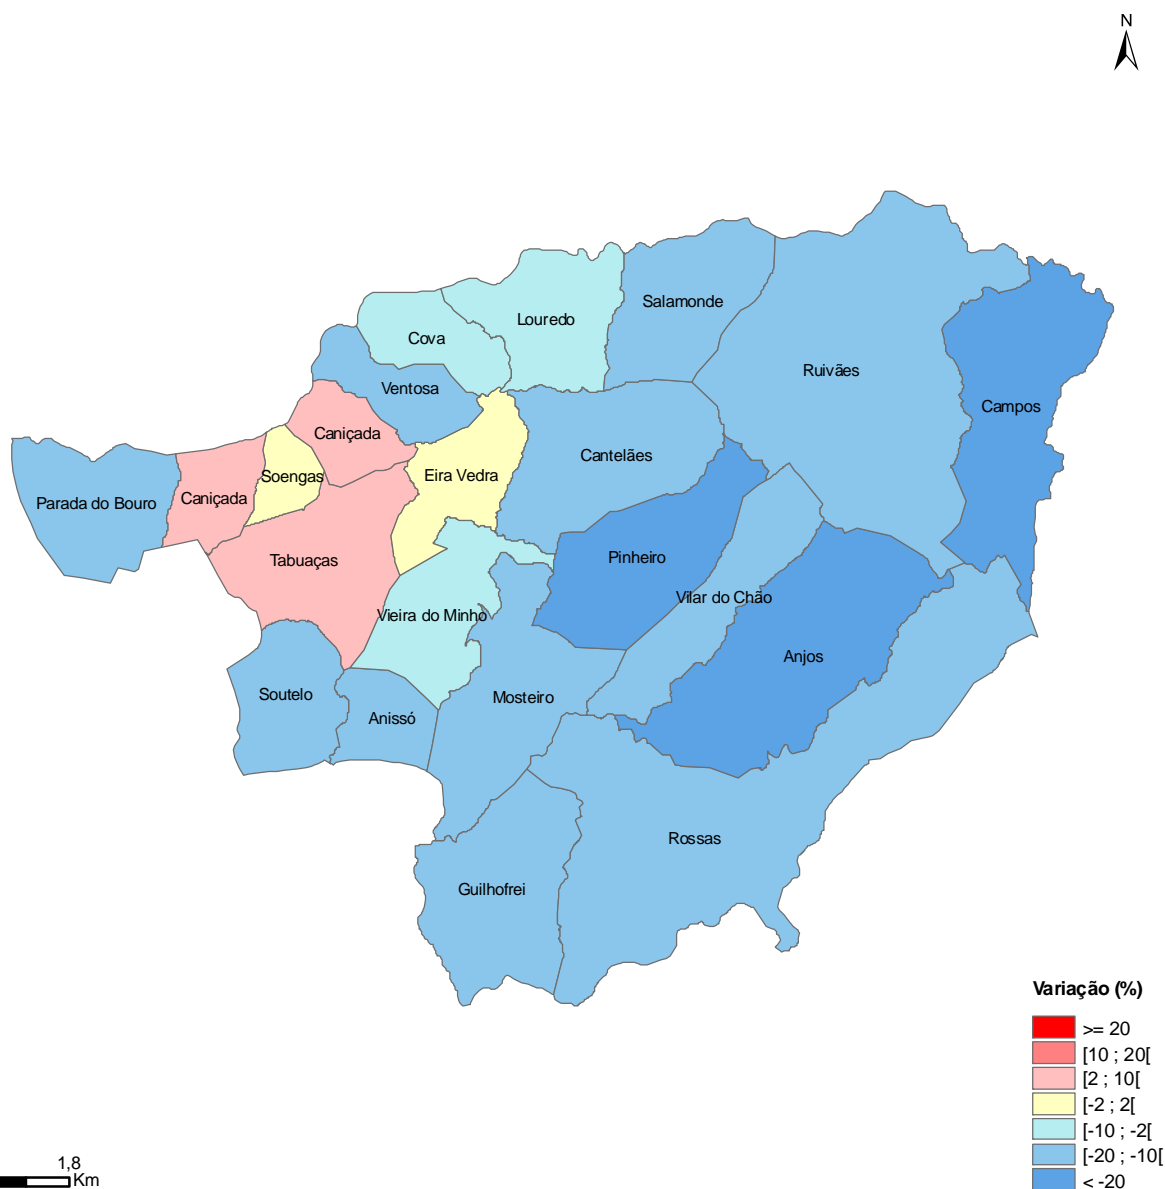 N
Salamonde
Louredo
Cova
Ruivães
Ventosa
Campos
Caniçada
Cantelães
Eira Vedra
Soengas
Caniçada
Parada do Bouro
Pinheiro
Tabuaças
Vilar do Chão
Vieira do Minho
Anjos
Soutelo
Mosteiro
Anissó
Rossas
Guilhofrei
Variação (%)
>= 20
[10 ; 20[
[2 ; 10[
[-2 ; 2[
[-10 ; -2[
[-20 ; -10[
< -20
1,8
Km